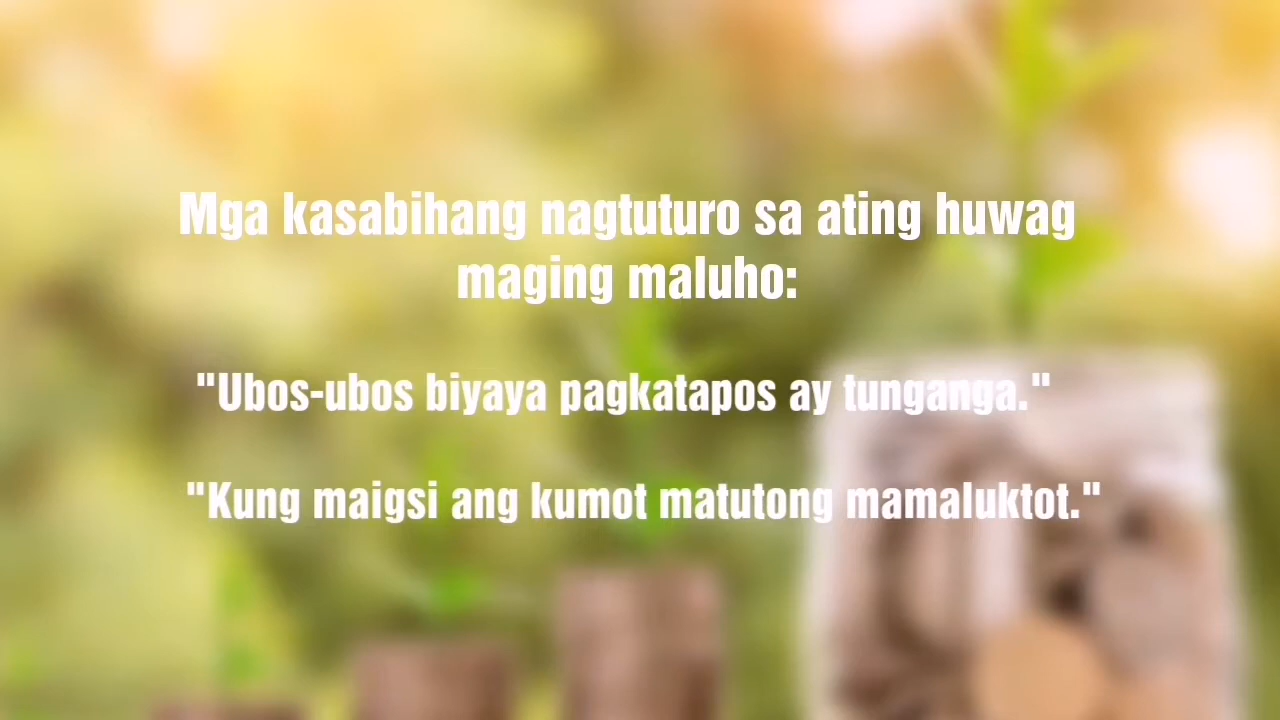 Mga kasabihang nagtuturo sa ating huwag
maging maluho:
"Ubos-ubos biyaya pagkatapos ay tunganga."
"Kung maigsi ang kumot matutong mamaluktot."